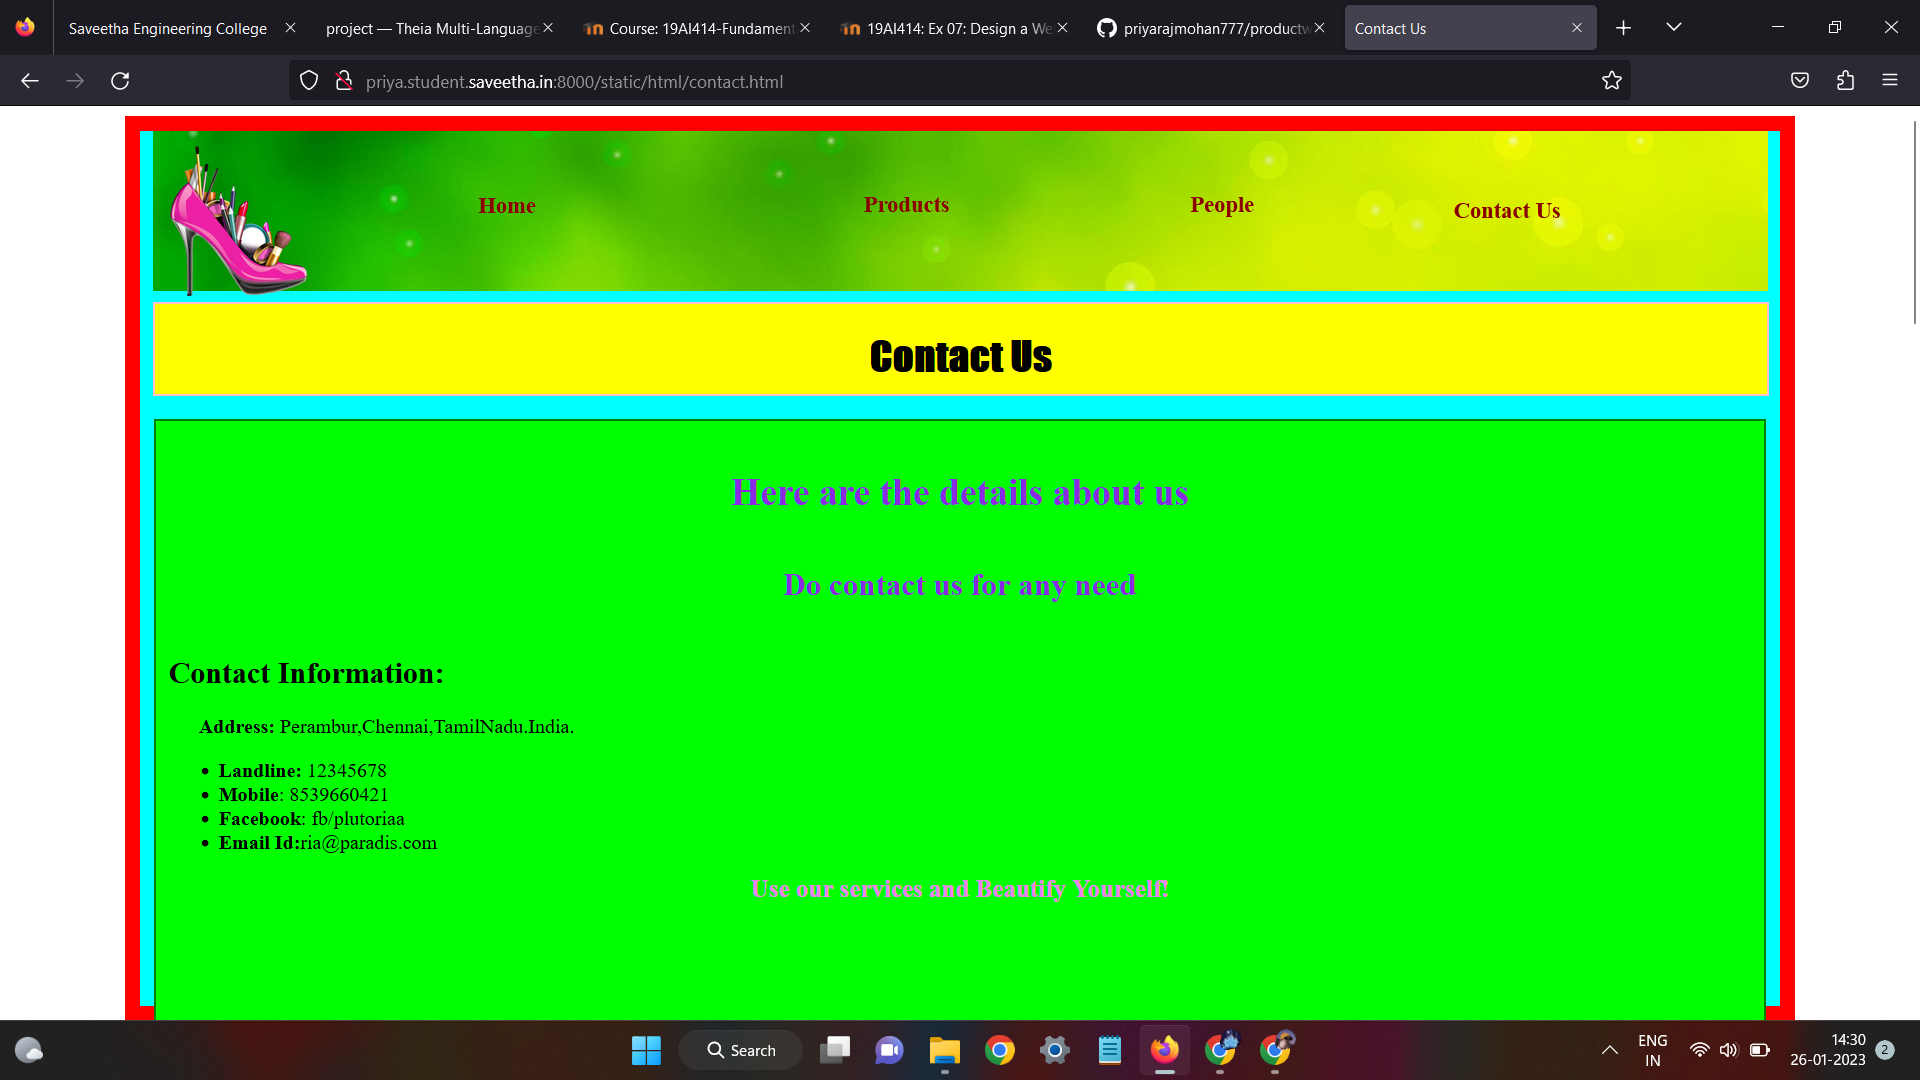 Saveetha Engineering College
project — Theia Multi-Language
Course: 19AI414-Fundament
19AI414: Ex 07: Design a We
priyarajmohan777/productw
Contact Us
priya.student.saveetha.in:8000/static/html/contact.html
Home
Products
People
Contact Us
Contact Us
Here are the details about us
Do contact us for any need
Contact Information:
Address: Perambur,Chennai,TamilNadu.India.
• Landline: 12345678
• Mobile: 8539660421
• Facebook: fb/plutoriaa
• Email Id:ria@paradis.com
Use our services and Beautify Yourself!
Search
ENG
IN
14:30
26-01-2023
2